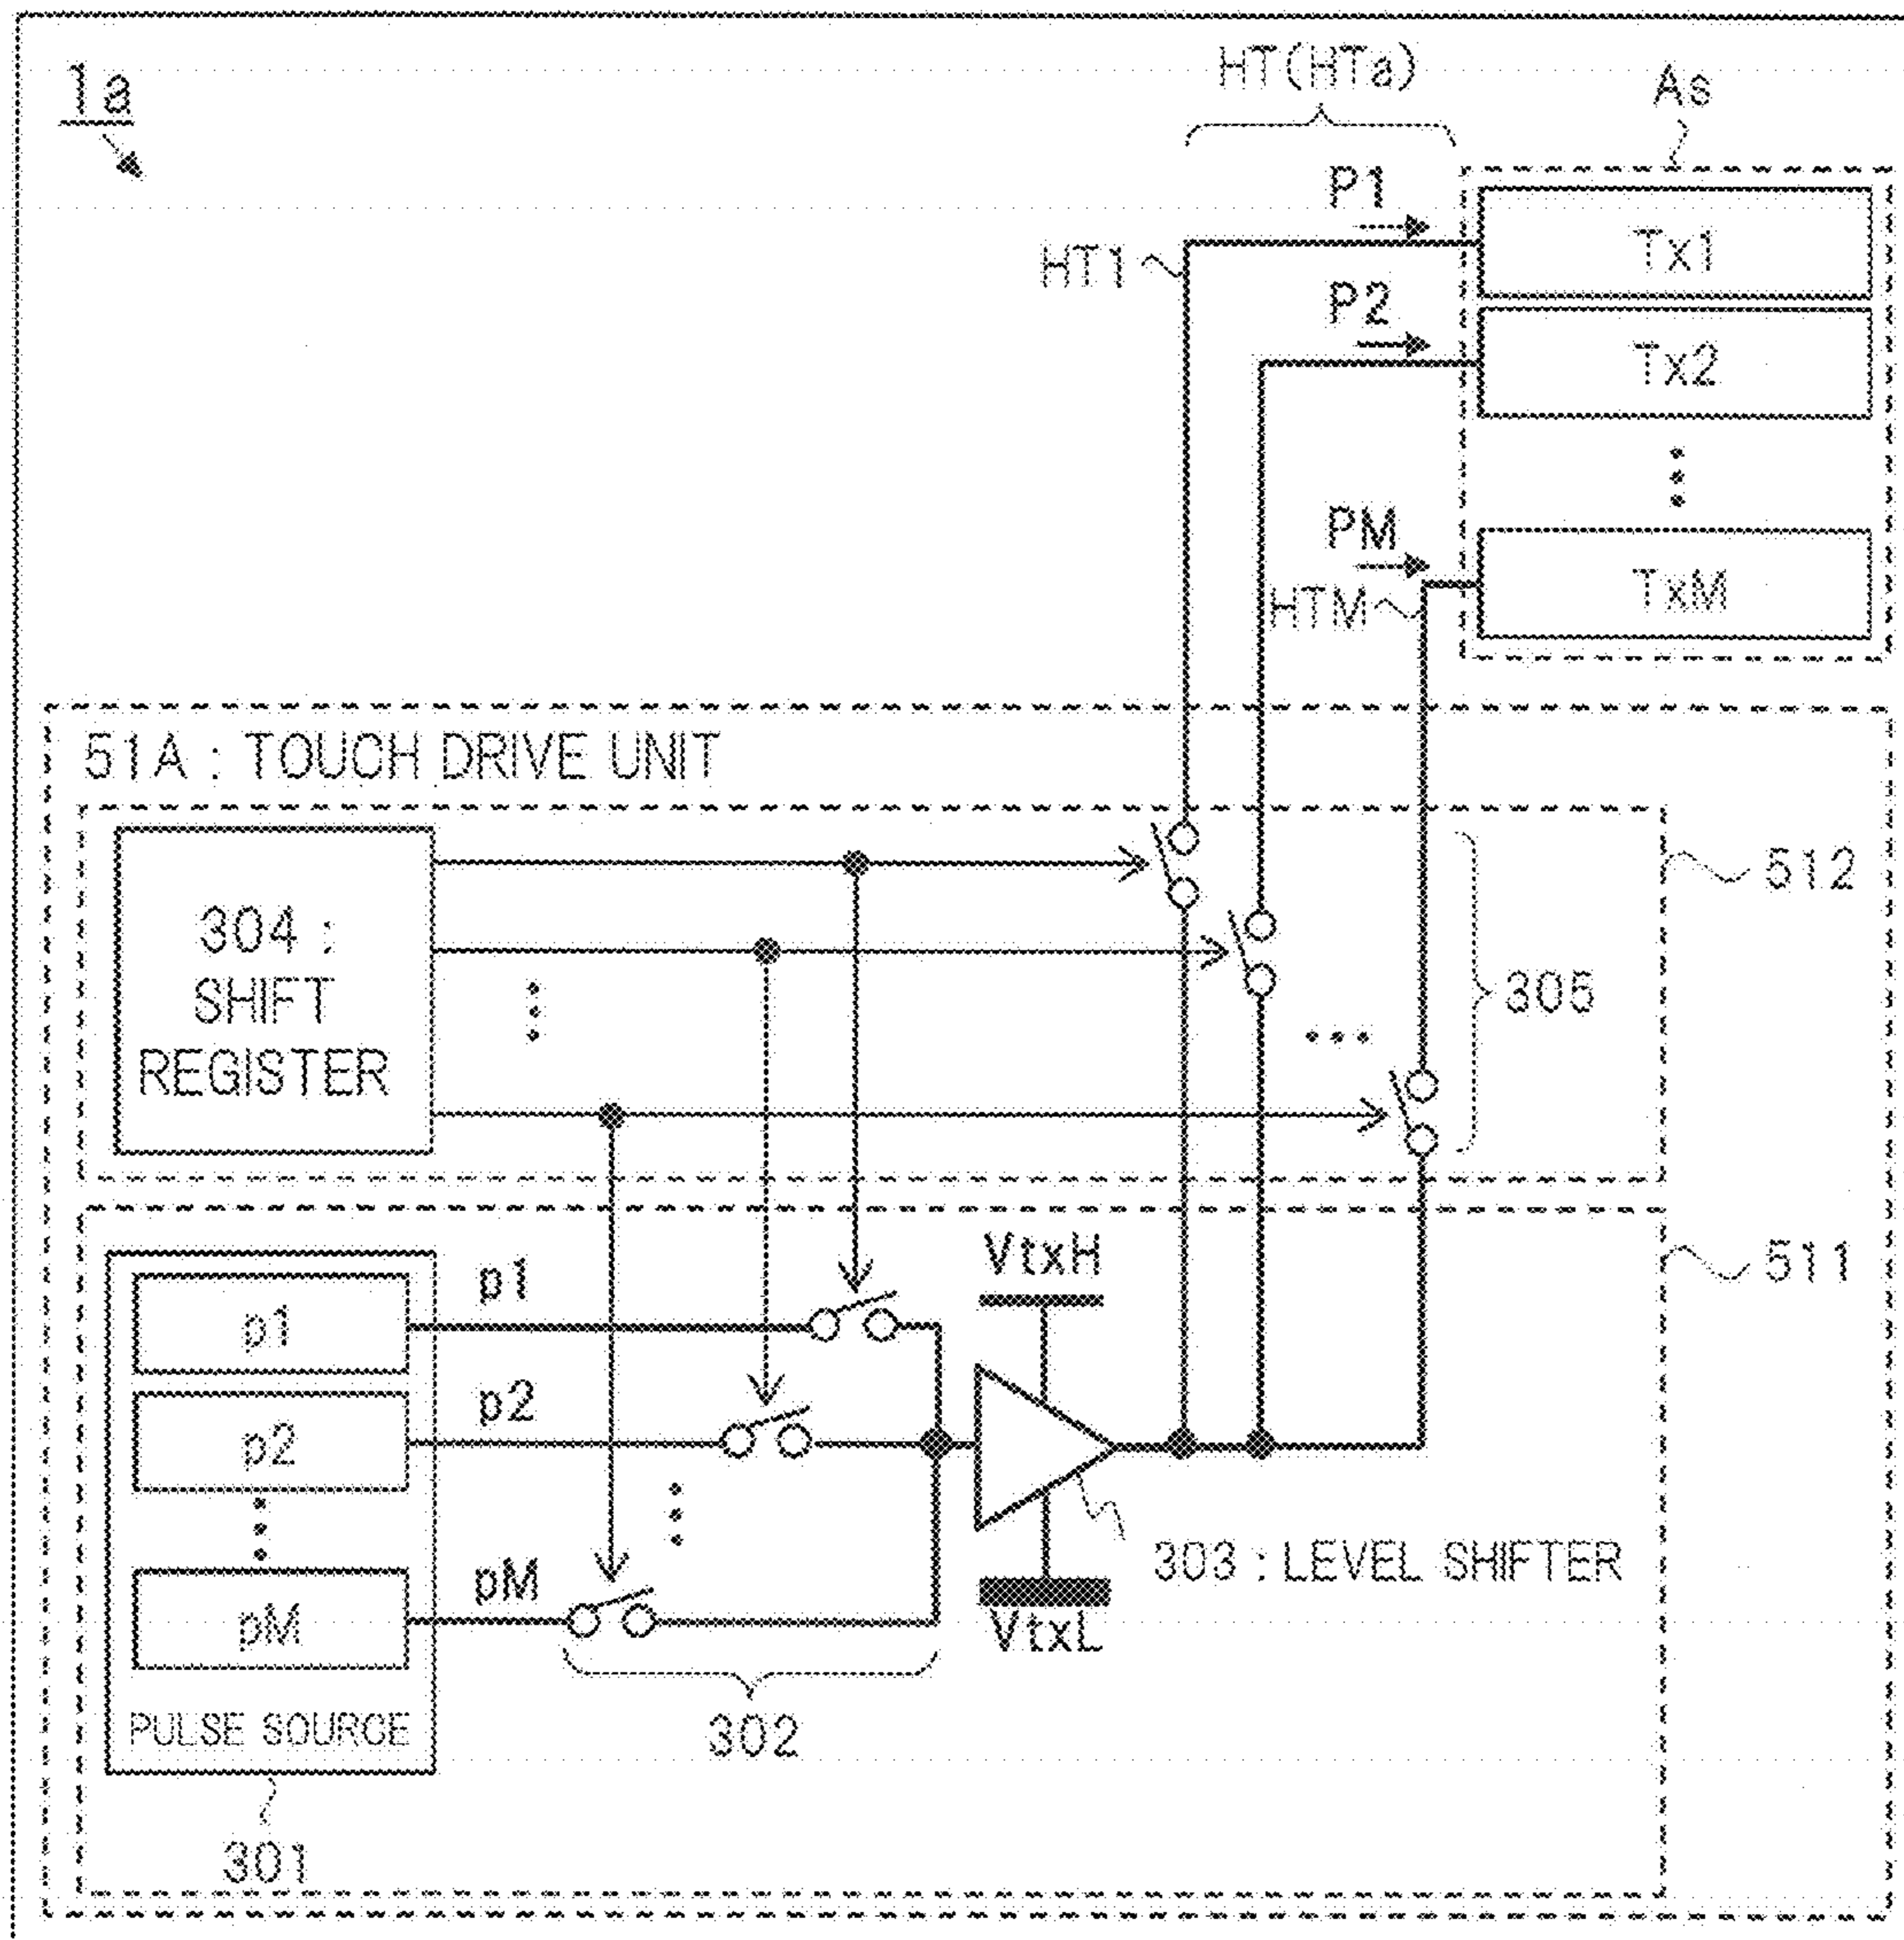 1a
HT(HTa)
As
P1
HT1
Tx1
P2
Tx2
PM
HTM
TxM
51A : TOUCH DRIVE UNIT
512
304 :
SHIFT
REGISTER
305
511
p1
p1
VtxH
p2
p2
pM
pM
303 : LEVEL SHIFTER
VtxL
PULSE SOURCE
302
301